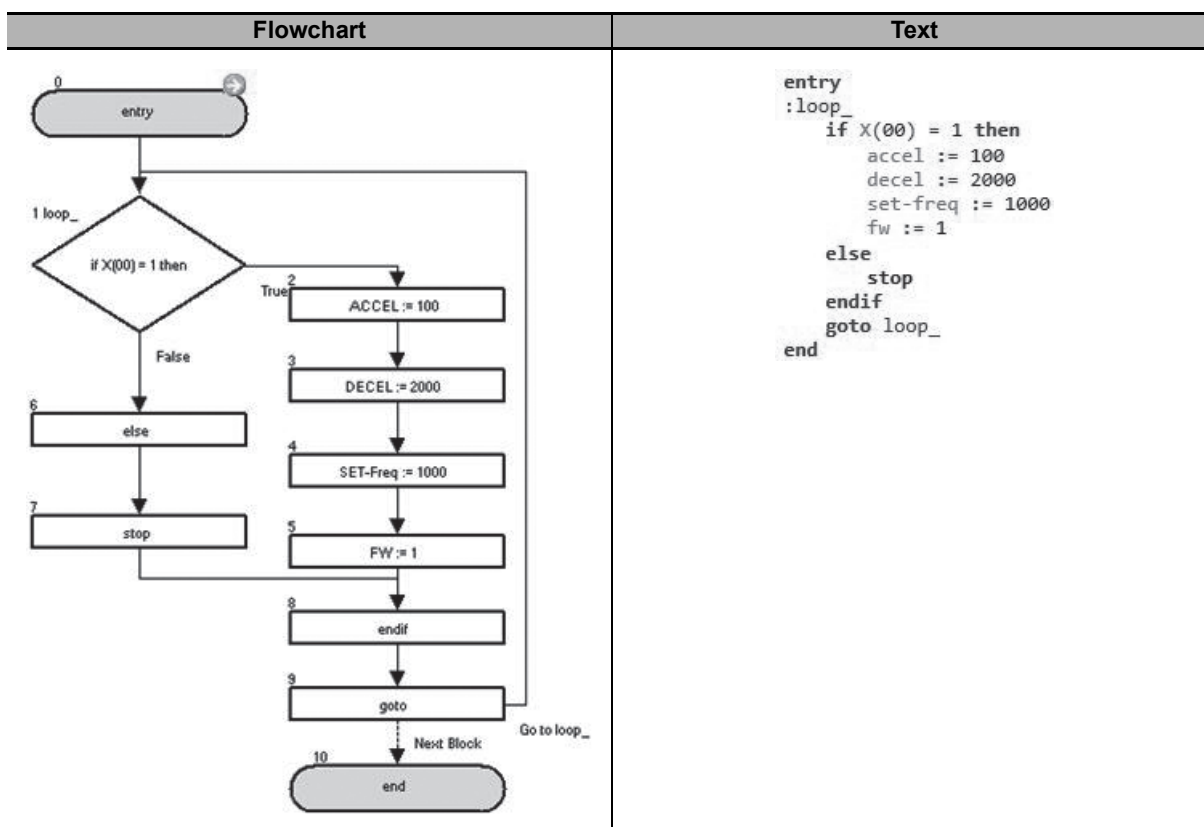 Flowchart
Text
0
entry
1 loop_
if X(00) = 1 then
True
2
ACCEL := 100
False
3
DECEL := 2000
6
else
4
SET-Freq := 1000
7
stop
5
FW := 1
8
endif
9
goto
Go to loop_
Next Block
10
end
entry
:loop_
if X(00) = 1 then
accel := 100
decel := 2000
set-freq := 1000
fw := 1
else
stop
endif
goto loop_
end